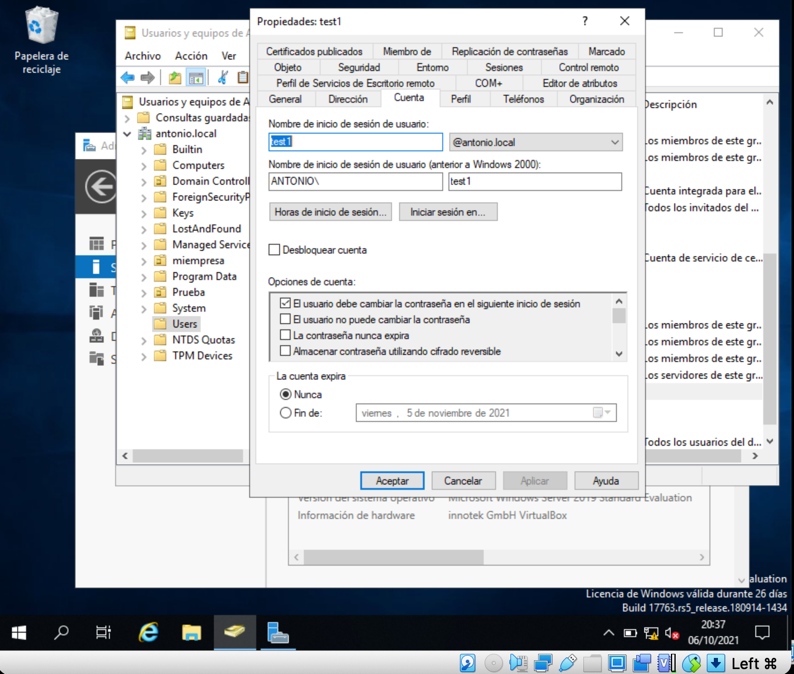 Papelera de
reciclaje
Usuarios y equipos de A
Archivo Acción Ver
Usuarios y equipos de A
Consultas guardadas
antonio.local
Builtin
Computers
Domain Controll
ForeignSecurityP
Keys
LostAndFound
Managed Service
miempresa
Program Data
Prueba
System
Users
NTDS Quotas
TPM Devices
Propiedades: test1 ?
Certificados publicados Miembro de Replicación de contraseñas Marcado
Objeto Seguridad Entorno Sesiones Control remoto
Perfil de Servicios de Escritorio remoto COM+ Editor de atributos
General Dirección Cuenta Perfil Teléfonos Organización
Nombre de inicio de sesión de usuario:
test1 @antonio.local
Nombre de inicio de sesión de usuario (anterior a Windows 2000):
ANTONIO\ test1
Horas de inicio de sesión... Iniciar sesión en...
Desbloquear cuenta
Opciones de cuenta:
El usuario debe cambiar la contraseña en el siguiente inicio de sesión
El usuario no puede cambiar la contraseña
La contraseña nunca expira
Almacenar contraseña utilizando cifrado reversible
La cuenta expira
Nunca
Fin de: viernes , 5 de noviembre de 2021
Aceptar Cancelar Aplicar Ayuda
Descripción
Los miembros de este gr...
Los miembros de este gr...
Cuenta integrada para el...
Todos los invitados del ...
Cuenta de servicio de ce...
Los miembros de este gr...
Los miembros de este gr...
Los miembros de este gr...
Los servidores de este gr...
Todos los usuarios del d...
Versión del sistema operativo Microsoft Windows Server 2019 Standard Evaluation
Información de hardware innotek GmbH VirtualBox
aluation
Licencia de Windows válida durante 26 días
Build 17763.rs5_release.180914-1434
20:37
06/10/2021
Left ⌘